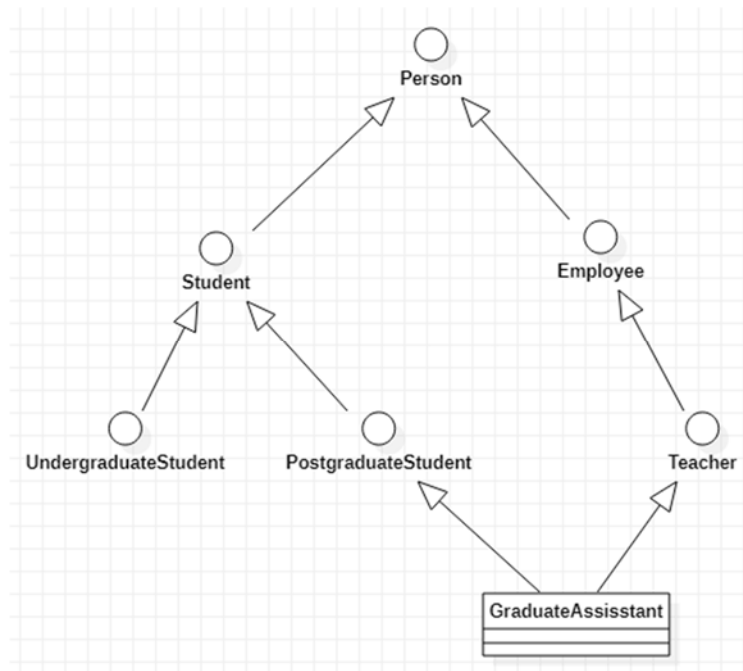 Person
Student
Employee
UndergraduateStudent
PostgraduateStudent
Teacher
GraduateAssisstant